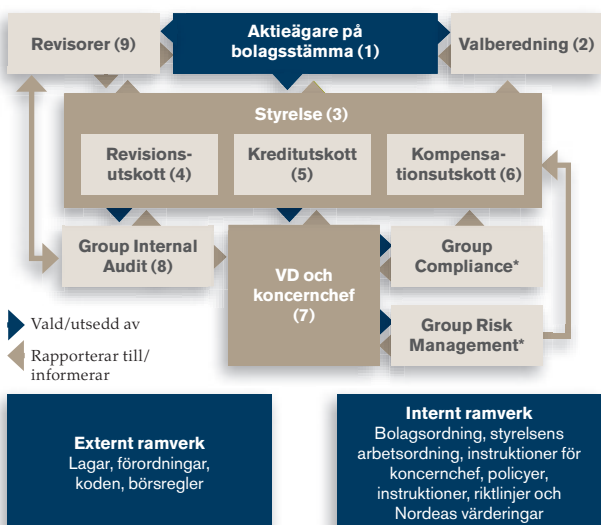 Revisorer (9)
Aktieägare på
bolagsstämma (1)
Valberedning (2)
Styrelse (3)
Revisions-
utskott (4)
Kreditutskott
(5)
Kompensa-
tionsutskott (6)
Group Internal
Audit (8)
VD och
koncernchef
(7)
Group
Compliance*
Group Risk
Management*
Vald/utsedd av
Rapporterar till/
informerar
Externt ramverk
Lagar, förordningar,
koden, börsregler
Internt ramverk
Bolagsordning, styrelsens
arbetsordning, instruktioner för
koncernchef, policyer,
instruktioner, riktlinjer och
Nordeas värderingar